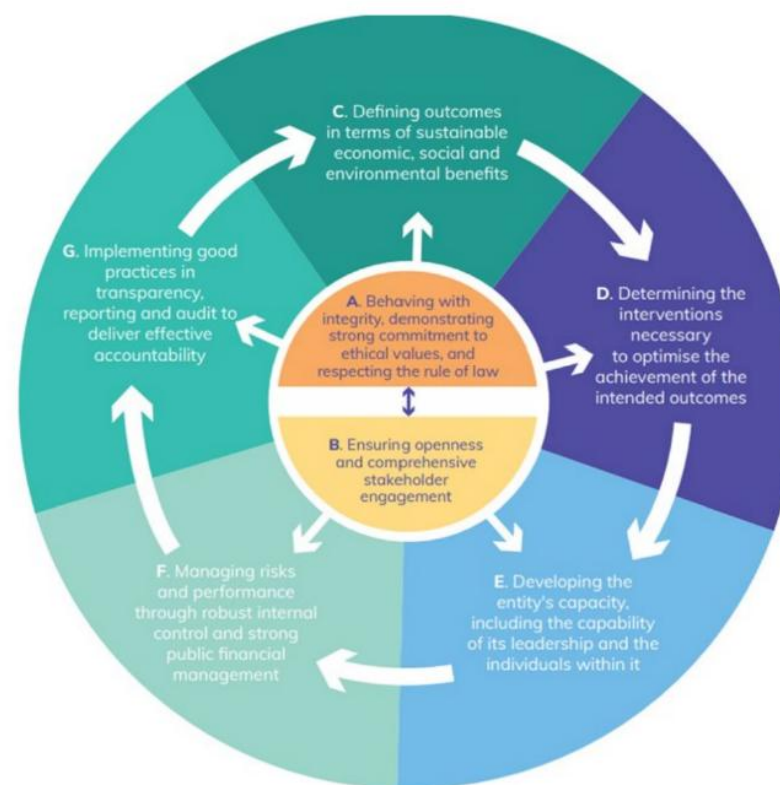 C. Defining outcomes
in terms of sustainable
economic, social and
environmental benefits
G. Implementing good
practices in
transparency,
reporting and audit to
deliver effective
accountability
A. Behaving with
integrity, demonstrating
strong commitment to
ethical values, and
respecting the rule of law
D. Determining the
interventions
necessary
to optimise the
achievement of the
intended outcomes
B. Ensuring openness
and comprehensive
stakeholder
engagement
F. Managing risks
and performance
through robust internal
control and strong
public financial
management
E. Developing the
entity's capacity,
including the capability
of its leadership and the
individuals within it